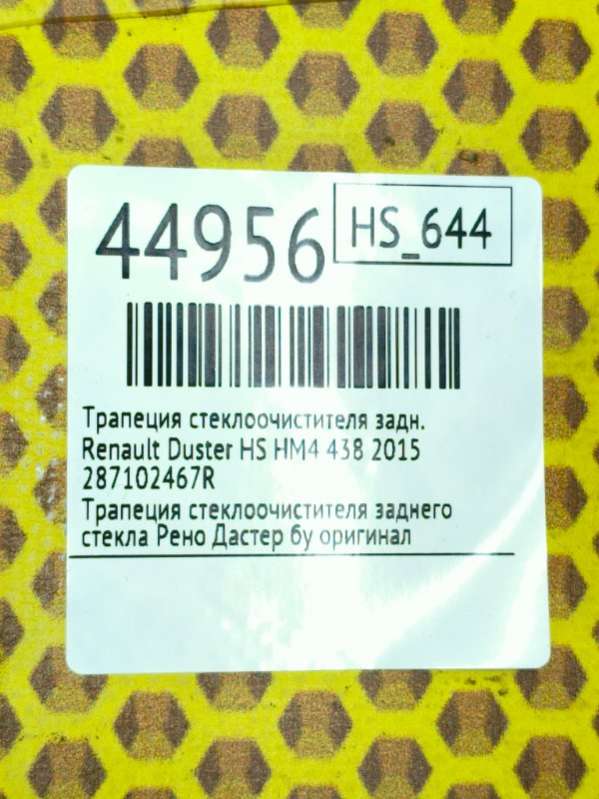 44956
HS_644
Трапеция стеклоочистителя задн.
Renault Duster HS HM4 438 2015
287102467R
Трапеция стеклоочистителя заднего
стекла Рено Дастер бу оригинал